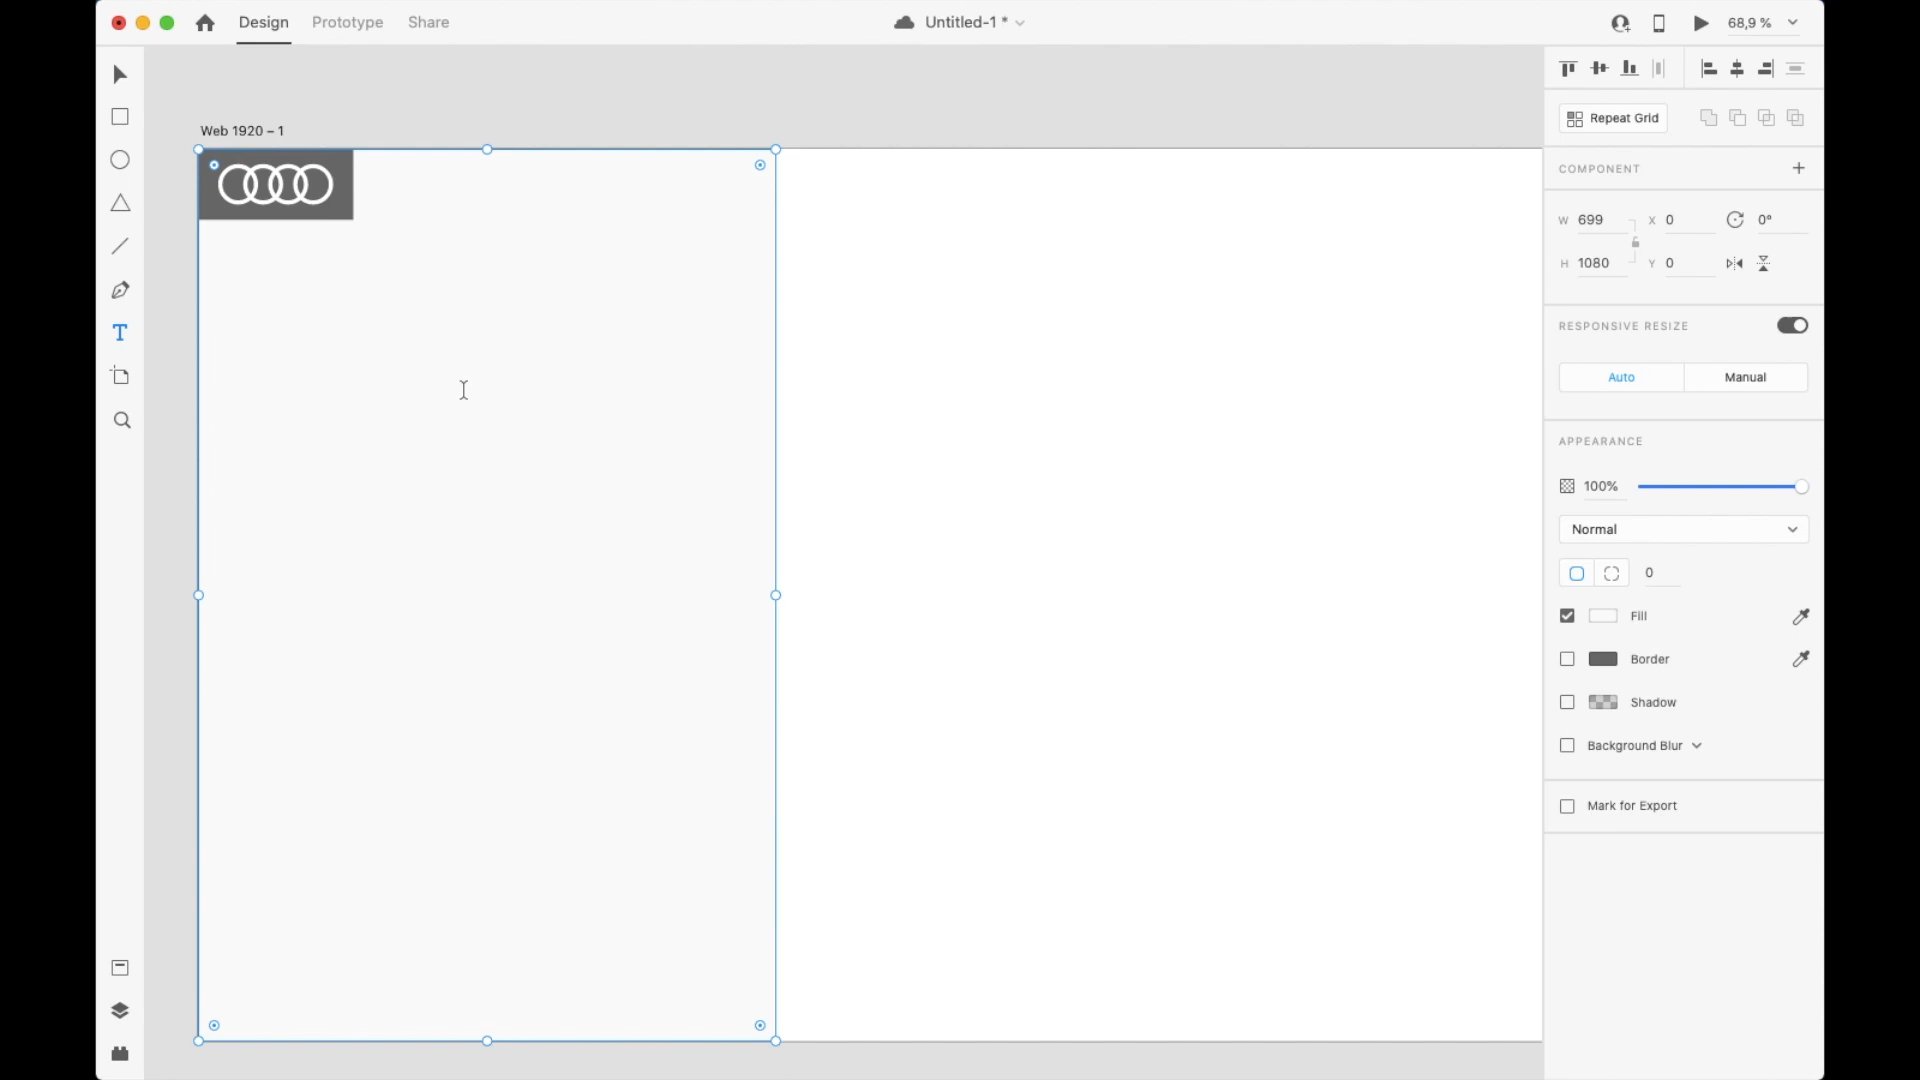 Design Prototype Share
Untitled-1 *
68,9 %
Web 1920 – 1
Repeat Grid
COMPONENT
W 699 X 0 0°
H 1080 Y 0
RESPONSIVE RESIZE
Auto Manual
APPEARANCE
100%
Normal
0
Fill
Border
Shadow
Background Blur
Mark for Export